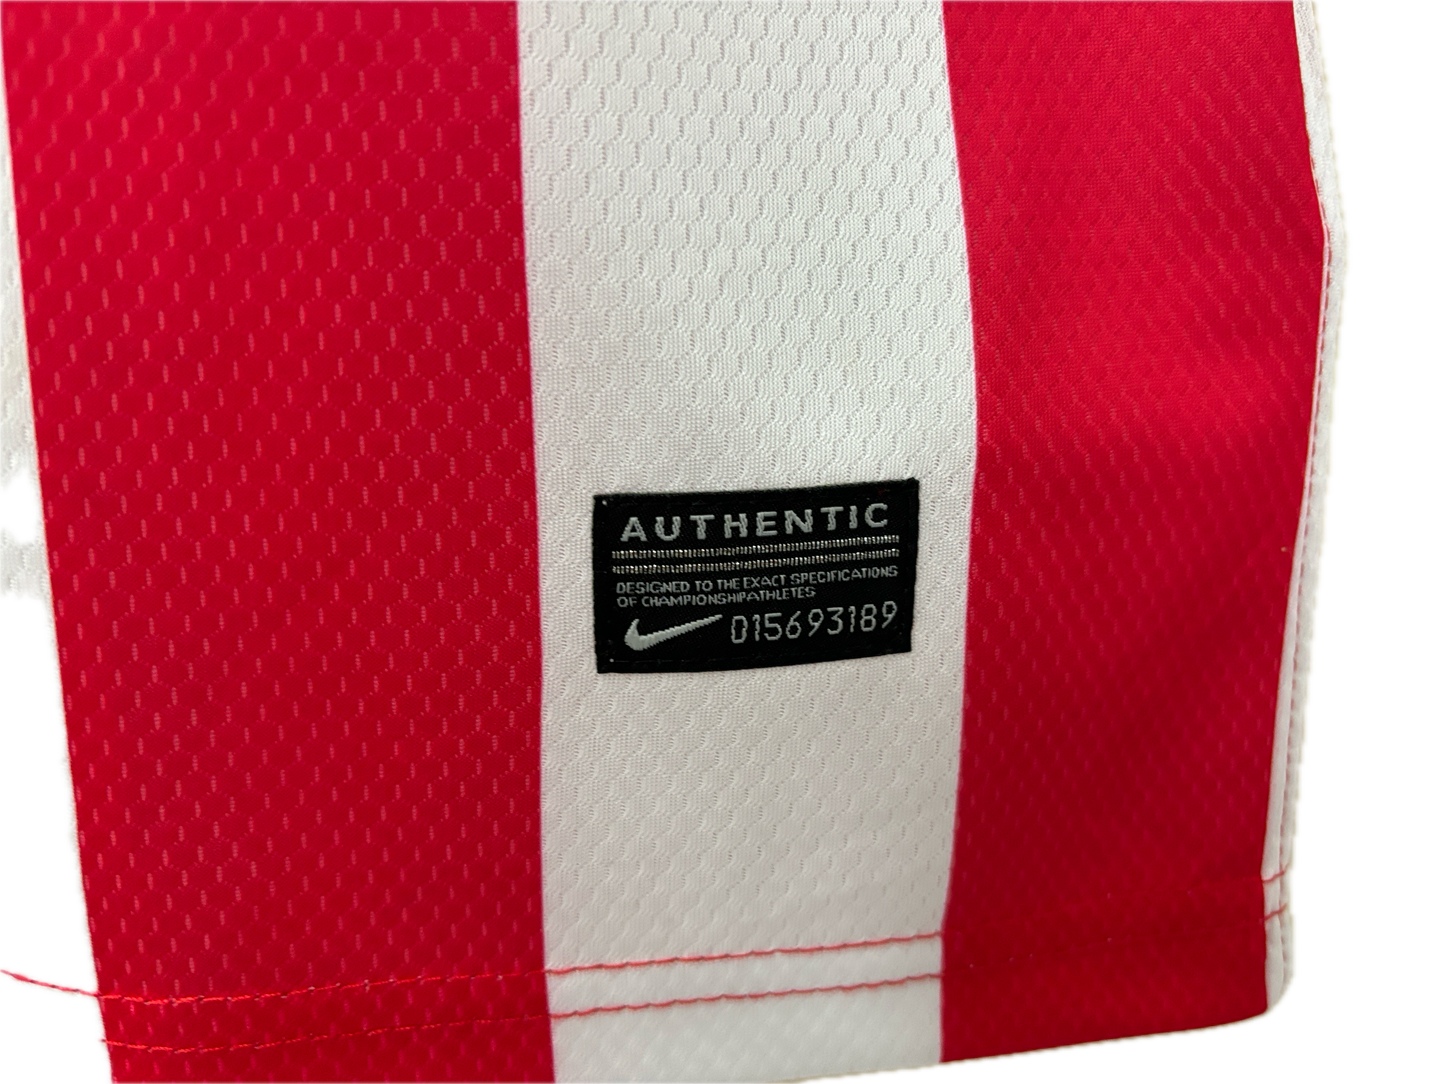 AUTHENTIC
DESIGNED TO THE EXACT SPECIFICATIONS
OF CHAMPIONSHIPATHLETES
015693189